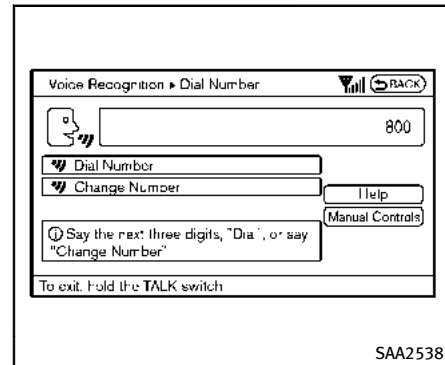 Voice Recognition ▸ Dial Number BACK
800
Dial Number
Change Number
Help
Manual Controls
Say the next three digits, "Dial", or say
"Change Number"
To exit, hold the TALK switch
SAA2538